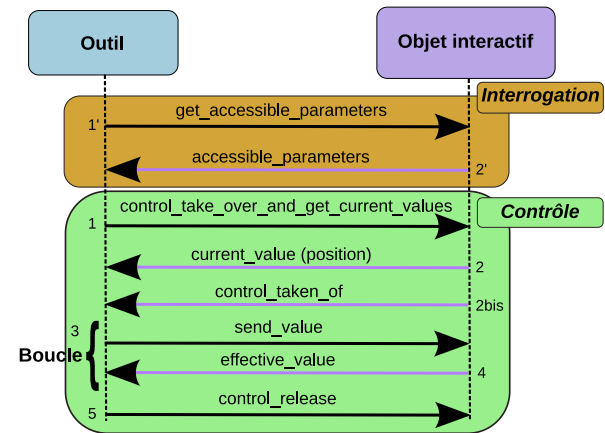 Outil
Objet interactif
Interrogation
get_accessible_parameters
1'
accessible_parameters
2'
control_take_over_and_get_current_values
Contrôle
1
current_value (position)
2
control_taken_of
2bis
3
send_value
Boucle
effective_value
4
control_release
5